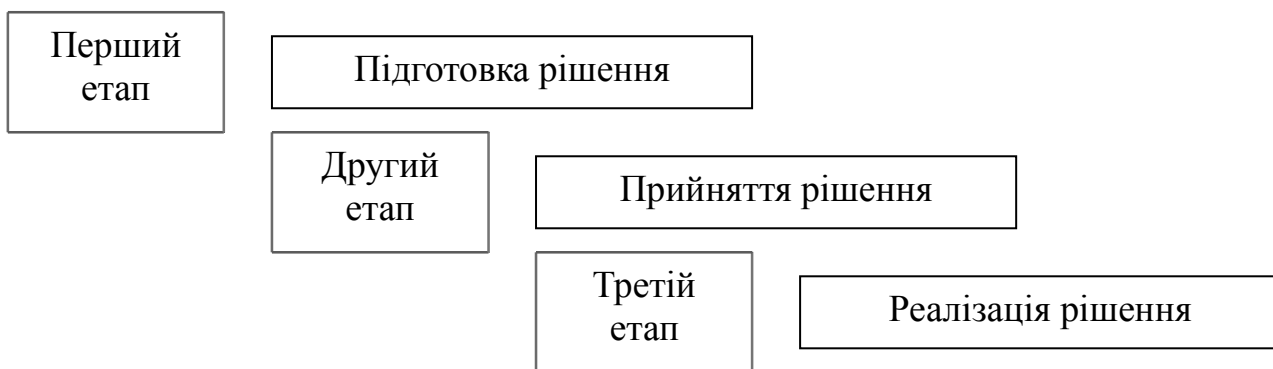 Перший
етап
Підготовка рішення
Другий
етап
Прийняття рішення
Третій
етап
Реалізація рішення